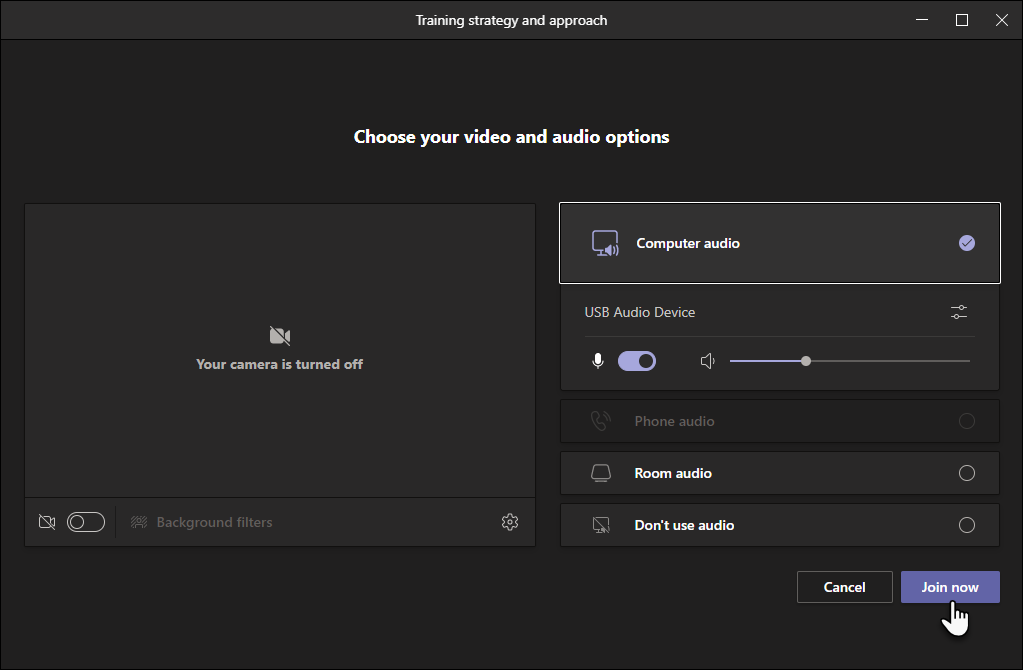 Training strategy and approach
Choose your video and audio options
Your camera is turned off
Background filters
Computer audio
USB Audio Device
Phone audio
Room audio
Don't use audio
Cancel
Join now